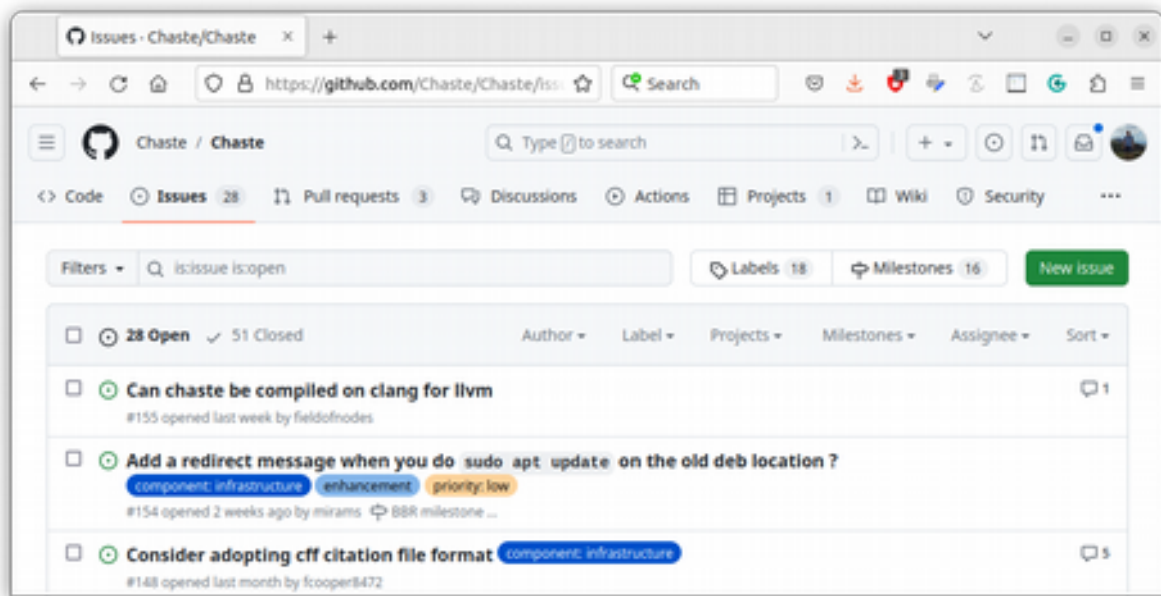 Issues · Chaste/Chaste
https://github.com/Chaste/Chaste/iss
Search
Chaste / Chaste
Type / to search
Code
Issues 28
Pull requests 3
Discussions
Actions
Projects 1
Wiki
Security
Filters
is:issue is:open
Labels 18
Milestones 16
New issue
28 Open
51 Closed
Author
Label
Projects
Milestones
Assignee
Sort
Can chaste be compiled on clang for llvm
1
#155 opened last week by fieldofnodes
Add a redirect message when you do sudo apt update on the old deb location ?
component: infrastructure enhancement priority: low
#154 opened 2 weeks ago by mirams BBR milestone ...
Consider adopting cff citation file format component: infrastructure
5
#148 opened last month by fcooper8472